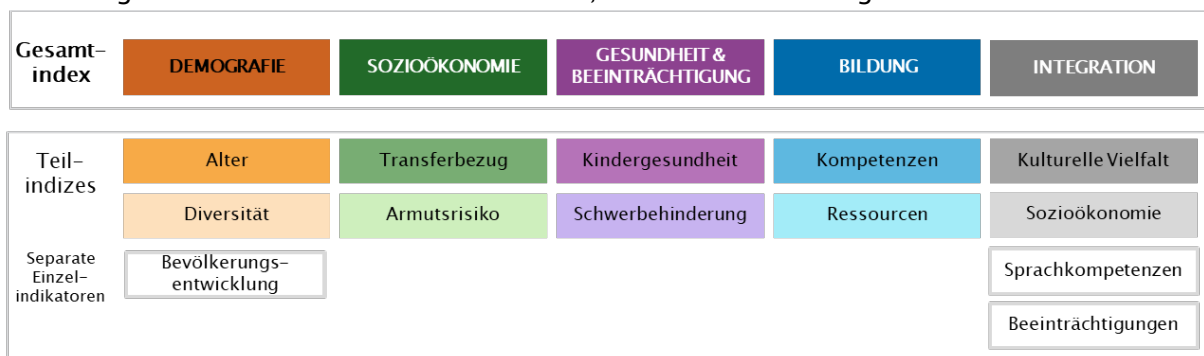 Gesamt-
index
DEMOGRAFIE
SOZIOÖKONOMIE
GESUNDHEIT &
BEEINTRÄCHTIGUNG
BILDUNG
INTEGRATION
Teil-
indizes
Alter
Transferbezug
Kindergesundheit
Kompetenzen
Kulturelle Vielfalt
Diversität
Armutsrisiko
Schwerbehinderung
Ressourcen
Sozioökonomie
Separate
Einzel-
indikatoren
Bevölkerungs-
entwicklung
Sprachkompetenzen
Beeinträchtigungen